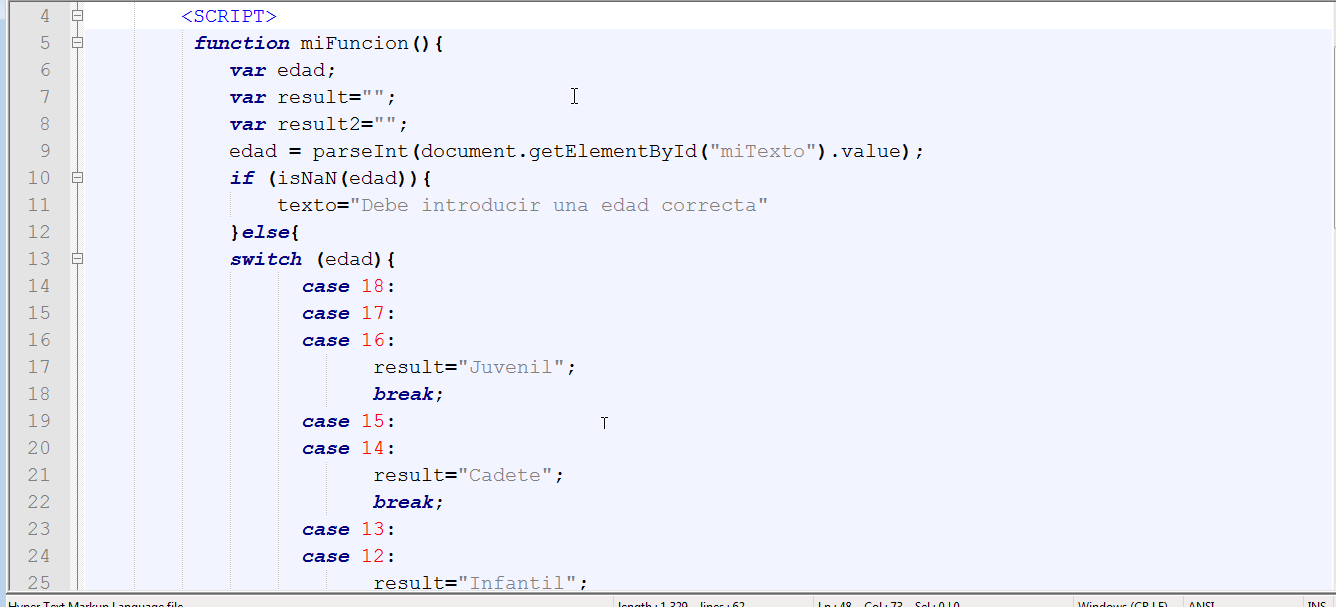 4 <SCRIPT>
5 function miFuncion(){
6 var edad;
7 var result="";
8 var result2="";
9 edad = parseInt(document.getElementById("miTexto").value);
10 if (isNaN(edad)){
11 texto="Debe introducir una edad correcta"
12 }else{
13 switch (edad){
14 case 18:
15 case 17:
16 case 16:
17 result="Juvenil";
18 break;
19 case 15:
20 case 14:
21 result="Cadete";
22 break;
23 case 13:
24 case 12:
25 result="Infantil";
Hyper Text Markup Language file length : 1.329 lines : 62 Ln : 48 Col : 73 Sel : 0 | 0 Windows (CR LF) ANSI INS